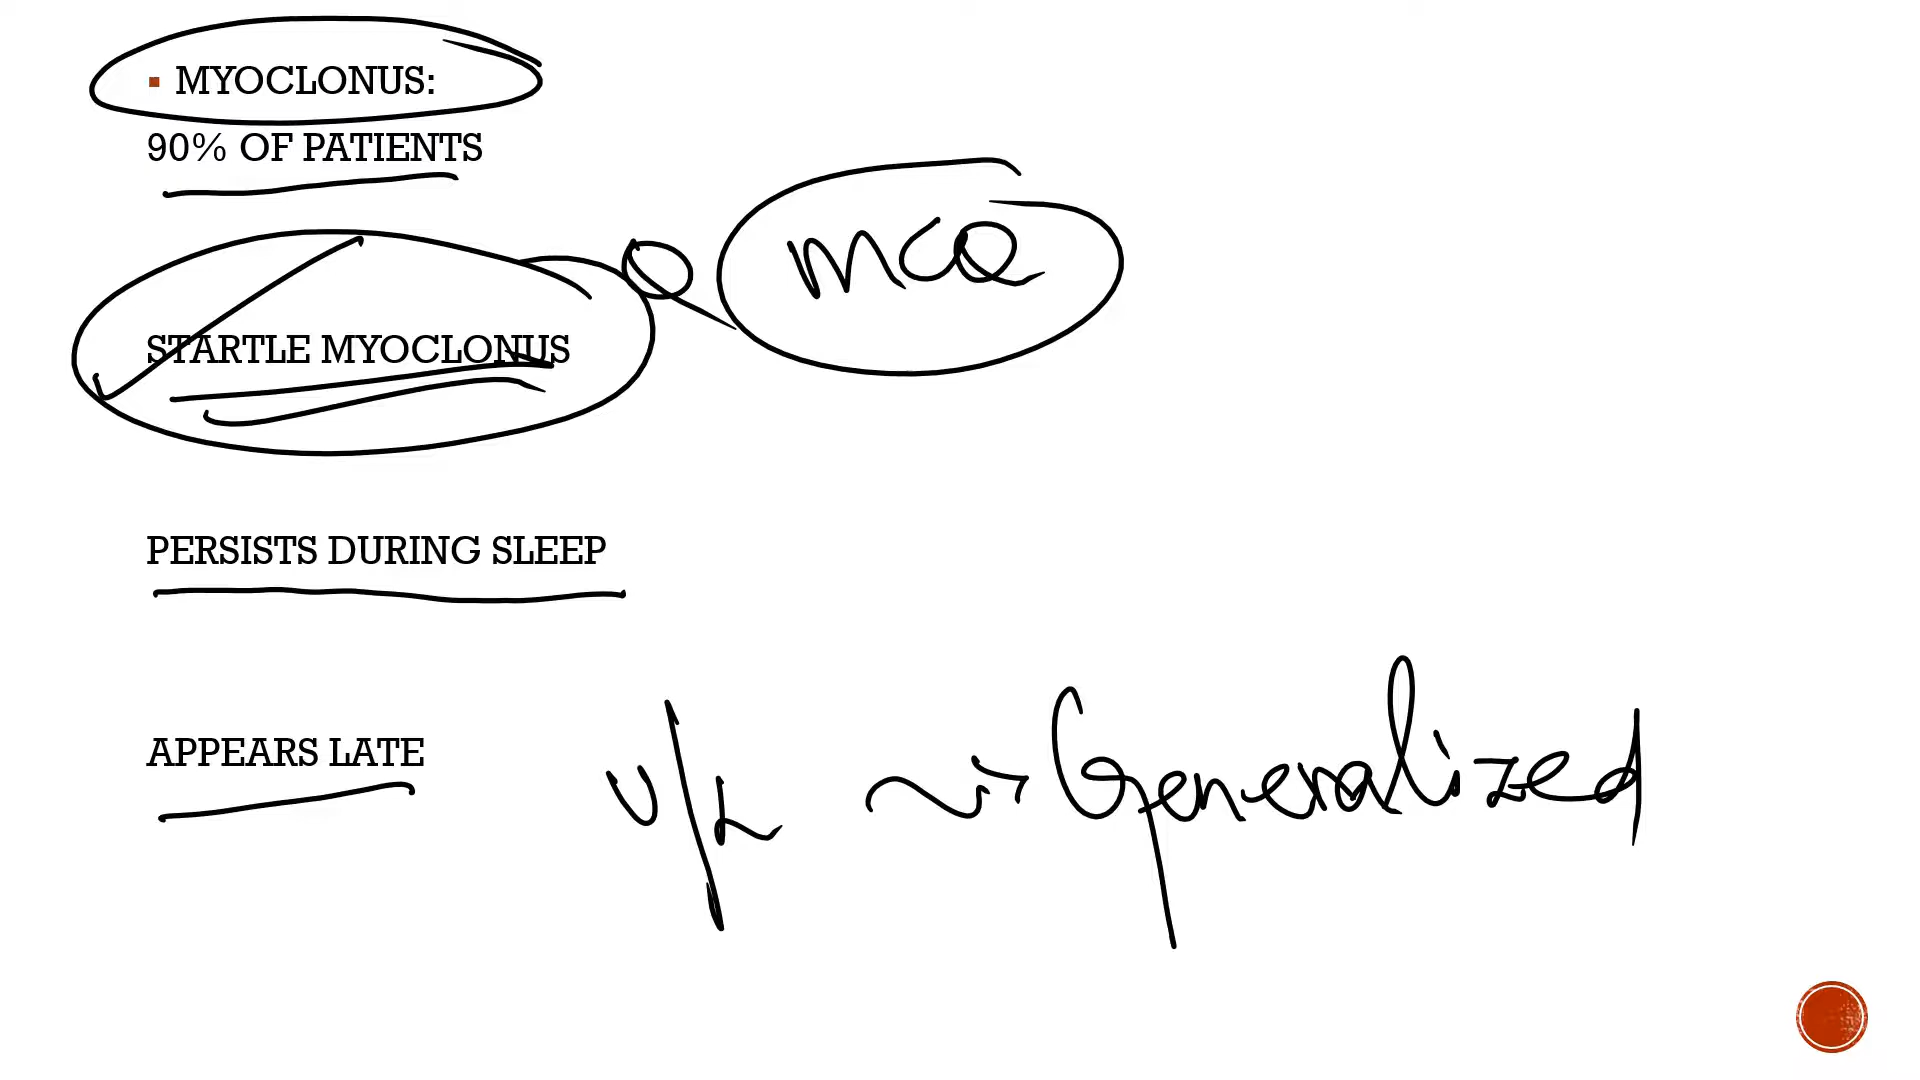 MYOCLONUS:
90% OF PATIENTS
MCQ
STARTLE MYOCLONUS
PERSISTS DURING SLEEP
APPEARS LATE
U/L → Generalized